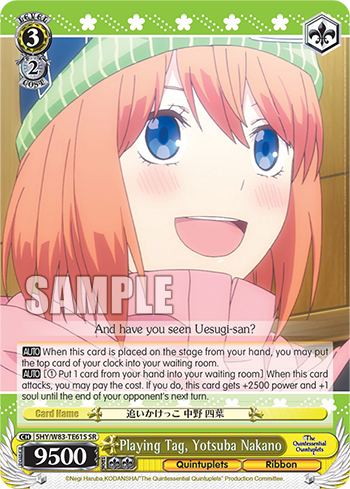 LEVEL
3
2
COST
SAMPLE
And have you seen Uesugi-san?
AUTO When this card is placed on the stage from your hand, you may put
the top card of your clock into your waiting room.
AUTO [① Put 1 card from your hand into your waiting room] When this card
attacks, you may pay the cost. If you do, this card gets +2500 power and +1
soul until the end of your opponent's next turn.
Card Name 追いかけっこ 中野 四葉
CH 5HY/W83-TE61S SR Playing Tag, Yotsuba Nakano
The Quintessential Quintuplets
9500 Quintuplets Ribbon
©Negi Haruba,KODANSHA/"The Quintessential Quintuplets" Production Committee.